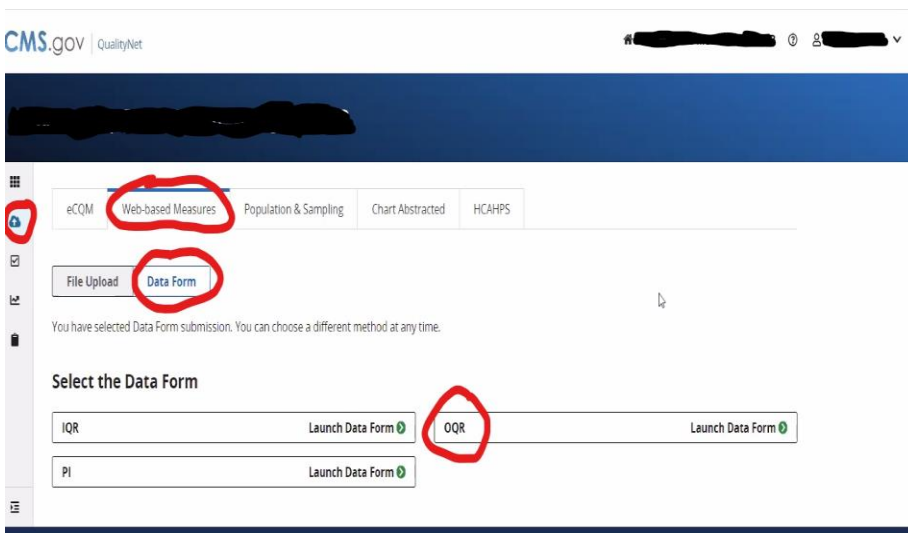 CMS.gov | QualityNet
eCQM Web-based Measures Population & Sampling Chart Abstracted HCAHPS
File Upload Data Form
You have selected Data Form submission. You can choose a different method at any time.
Select the Data Form
IQR Launch Data Form OQR Launch Data Form
PI Launch Data Form